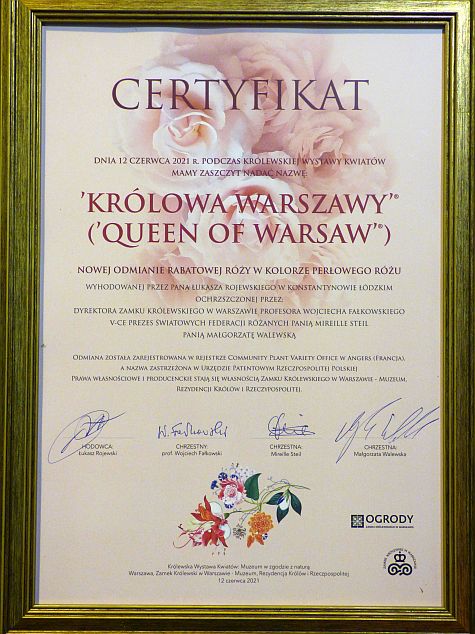 CERTYFIKAT
DNIA 12 CZERWCA 2021 R. PODCZAS KRÓLEWSKIEJ WYSTAWY KWIATÓW
MAMY ZASZCZYT NADAĆ NAZWĘ:
'KRÓLOWA WARSZAWY'®
('QUEEN OF WARSAW'®)
NOWEJ ODMIANIE RABATOWEJ RÓŻY W KOLORZE PERŁOWEGO RÓŻU
WYHODOWANEJ PRZEZ PANA ŁUKASZA ROJEWSKIEGO W KONSTANTYNOWIE ŁÓDZKIM
OCHRZSZCZONEJ PRZEZ:
DYREKTORA ZAMKU KRÓLEWSKIEGO W WARSZAWIE PROFESORA WOJCIECHA FAŁKOWSKIEGO
V-CE PREZES ŚWIATOWYCH FEDERACJI RÓŻANYCH PANIĄ MIREILLE STEIL
PANIĄ MAŁGORZATĘ WALEWSKĄ
ODMIANA ZOSTAŁA ZAREJESTROWANA W REJESTRZE COMMUNITY PLANT VARIETY OFFICE W ANGERS (FRANCJA),
A NAZWA ZASTRZEŻONA W URZĘDZIE PATENTOWYM RZECZPOSPOLITEJ POLSKIEJ
PRAWA WŁASNOŚCIOWE I PRODUCENCKIE STAJĄ SIĘ WŁASNOŚCIĄ ZAMKU KRÓLEWSKIEGO W WARSZAWIE - MUZEUM,
REZYDENCJI KRÓLÓW I RZECZYPOSPOLITEJ.
HODOWCA: CHRZESTNY: CHRZESTNA: CHRZESTNA:
Łukasz Rojewski prof. Wojciech Fałkowski Mireille Steil Małgorzata Walewska
OGRODY
Królewska Wystawa Kwiatów: Muzeum w zgodzie z naturą
Warszawa, Zamek Królewski w Warszawie - Muzeum, Rezydencja Królów i Rzeczpospolitej
12 czerwca 2021